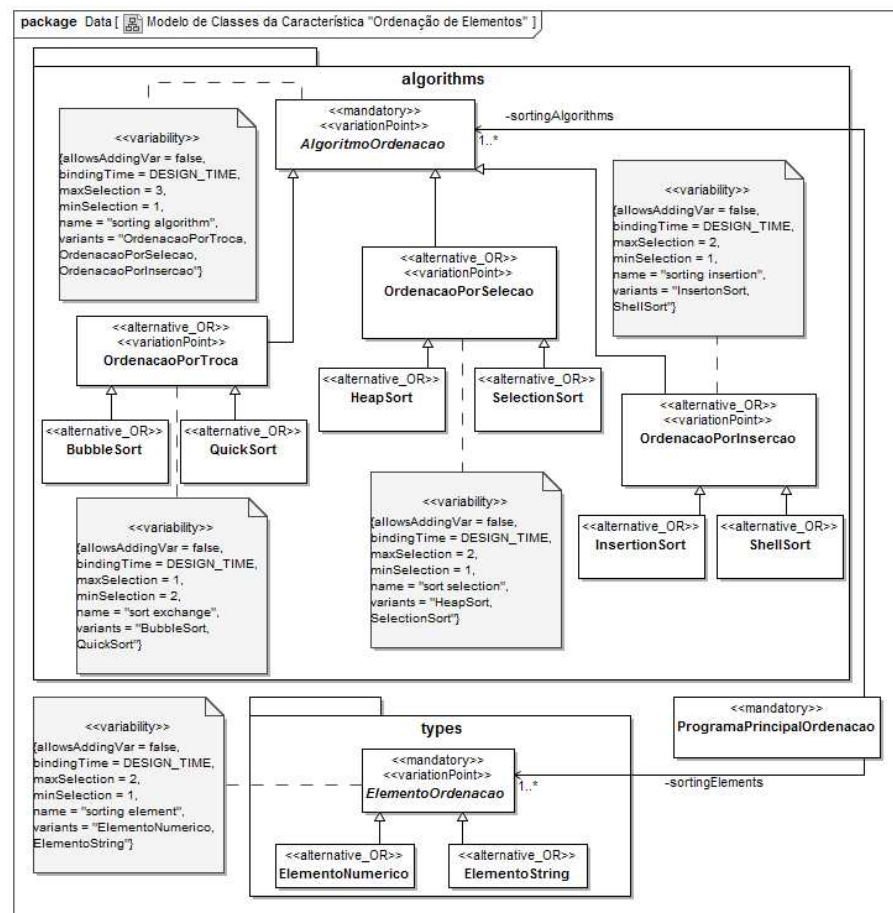 package Data [ Modelo de Classes da Característica "Ordenação de Elementos" ]
algorithms
<<mandatory>>
<<variationPoint>>
AlgoritmoOrdenacao
-sortingAlgorithms
1..*
<<variability>>
{allowsAddingVar = false,
bindingTime = DESIGN_TIME,
maxSelection = 3,
minSelection = 1,
name = "sorting algorithm",
variants = "OrdenacaoPorTroca,
OrdenacaoPorSelecao,
OrdenacaoPorInsercao"}
<<variability>>
{allowsAddingVar = false,
bindingTime = DESIGN_TIME,
maxSelection = 2,
minSelection = 1,
name = "sorting insertion",
variants = "InsertonSort,
ShellSort"}
<<alternative_OR>>
<<variationPoint>>
OrdenacaoPorSelecao
<<alternative_OR>>
<<variationPoint>>
OrdenacaoPorTroca
<<alternative_OR>>
HeapSort
<<alternative_OR>>
SelectionSort
<<alternative_OR>>
<<variationPoint>>
OrdenacaoPorInsercao
<<alternative_OR>>
BubbleSort
<<alternative_OR>>
QuickSort
<<variability>>
{allowsAddingVar = false,
bindingTime = DESIGN_TIME,
maxSelection = 1,
minSelection = 2,
name = "sort exchange",
variants = "BubbleSort,
QuickSort"}
<<variability>>
{allowsAddingVar = false,
bindingTime = DESIGN_TIME,
maxSelection = 2,
minSelection = 1,
name = "sort selection",
variants = "HeapSort,
SelectionSort"}
<<alternative_OR>>
InsertionSort
<<alternative_OR>>
ShellSort
<<variability>>
{allowsAddingVar = false,
bindingTime = DESIGN_TIME,
maxSelection = 2,
minSelection = 1,
name = "sorting element",
variants = "ElementoNumerico,
ElementoString"}
types
<<mandatory>>
<<variationPoint>>
ElementoOrdenacao
1..*
-sortingElements
<<mandatory>>
ProgramaPrincipalOrdenacao
<<alternative_OR>>
ElementoNumerico
<<alternative_OR>>
ElementoString